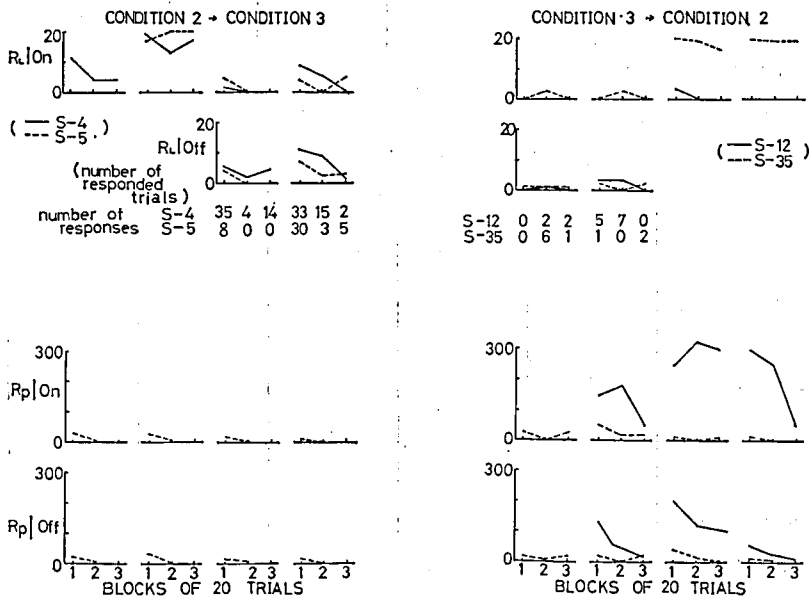 CONDITION 2 → CONDITION 3
CONDITION 3 → CONDITION 2
20
RL|On
0
20
0
( — S-4
--- S-5 )
20
RL|Off
0
(number of
responded
trials)
20
0
( — S-12
--- S-35 )
number of responses
S-4 35 4 14 33 15 2
S-5 8 0 0 30 3 5
S-12 0 2 2 5 7 0
S-35 0 6 1 1 0 2
300
Rp|On
0
300
0
300
Rp|Off
0
1 2 3 1 2 3 1 2 3 1 2 3
BLOCKS OF 20 TRIALS
300
0
1 2 3 1 2 3 1 2 3 1 2 3
BLOCKS OF 20 TRIALS